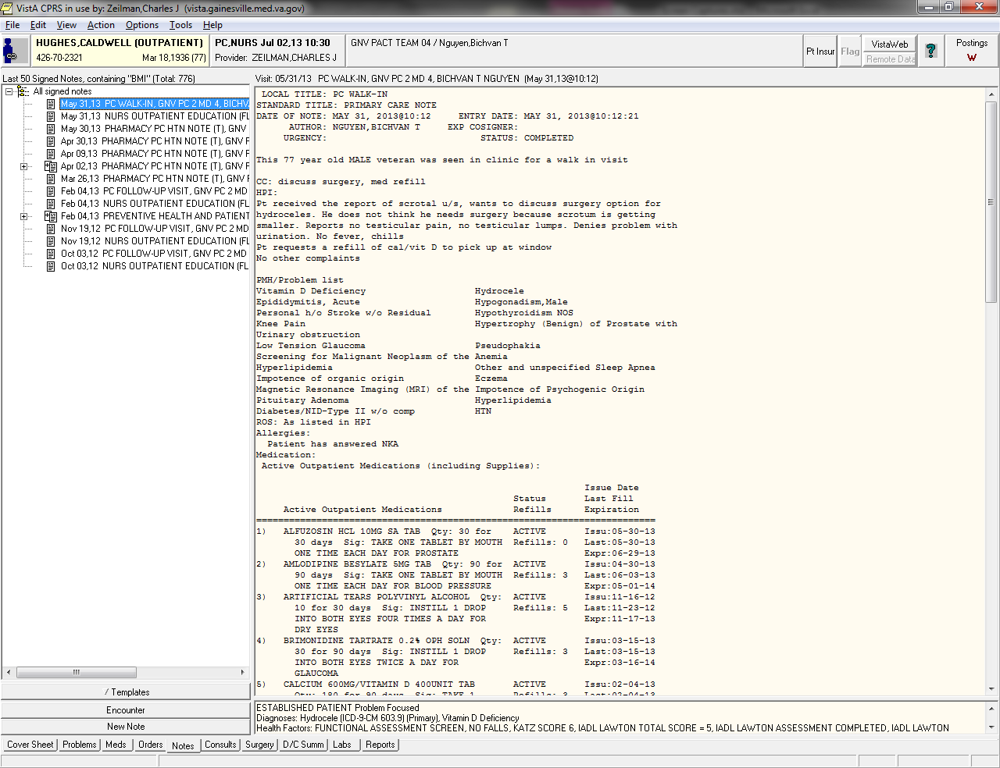 VistA CPRS in use by: Zeilman,Charles J (vista.gainesville.med.va.gov)
File Edit View Action Options Tools Help
HUGHES,CALDWELL (OUTPATIENT)
426-70-2321 Mar 18,1936 (77)
PC,NURS Jul 02,13 10:30
Provider: ZEILMAN,CHARLES J
GNV PACT TEAM 04 / Nguyen,Bichvan T
Pt Insur
Flag
VistaWeb
Remote Data
?
Postings
W
Last 50 Signed Notes, containing "BMI" (Total: 776)
All signed notes
May 31,13 PC WALK-IN, GNV PC 2 MD 4, BICHV
May 31,13 NURS OUTPATIENT EDUCATION (FL
May 30,13 PHARMACY PC HTN NOTE (T), GNV
Apr 30,13 PHARMACY PC HTN NOTE (T), GNV F
Apr 09,13 PHARMACY PC HTN NOTE (T), GNV F
Apr 02,13 PHARMACY PC HTN NOTE (T), GNV F
Mar 26,13 PHARMACY PC HTN NOTE (T), GNV
Feb 04,13 PC FOLLOW-UP VISIT, GNV PC 2 MD
Feb 04,13 NURS OUTPATIENT EDUCATION (FL
Feb 04,13 PREVENTIVE HEALTH AND PATIENT
Nov 19,12 PC FOLLOW-UP VISIT, GNV PC 2 MD
Nov 19,12 NURS OUTPATIENT EDUCATION (FL
Oct 03,12 PC FOLLOW-UP VISIT, GNV PC 2 MD
Oct 03,12 NURS OUTPATIENT EDUCATION (FL
/ Templates
Encounter
New Note
Visit: 05/31/13 PC WALK-IN, GNV PC 2 MD 4, BICHVAN T NGUYEN (May 31,13@10:12)
LOCAL TITLE: PC WALK-IN
STANDARD TITLE: PRIMARY CARE NOTE
DATE OF NOTE: MAY 31, 2013@10:12 ENTRY DATE: MAY 31, 2013@10:12:21
AUTHOR: NGUYEN,BICHVAN T EXP COSIGNER:
URGENCY: STATUS: COMPLETED
This 77 year old MALE veteran was seen in clinic for a walk in visit
CC: discuss surgery, med refill
HPI:
Pt received the report of scrotal u/s, wants to discuss surgery option for
hydroceles. He does not think he needs surgery because scrotum is getting
smaller. Reports no testicular pain, no testicular lumps. Denies problem with
urination. No fever, chills
Pt requests a refill of cal/vit D to pick up at window
No other complaints
PMH/Problem list
Vitamin D Deficiency Hydrocele
Epididymitis, Acute Hypogonadism,Male
Personal h/o Stroke w/o Residual Hypothyroidism NOS
Knee Pain Hypertrophy (Benign) of Prostate with
Urinary obstruction
Low Tension Glaucoma Pseudophakia
Screening for Malignant Neoplasm of the Anemia
Hyperlipidemia Other and unspecified Sleep Apnea
Impotence of organic origin Eczema
Magnetic Resonance Imaging (MRI) of the Impotence of Psychogenic Origin
Pituitary Adenoma Hyperlipidemia
Diabetes/NID-Type II w/o comp HTN
ROS: As listed in HPI
Allergies:
Patient has answered NKA
Medication:
Active Outpatient Medications (including Supplies):
Issue Date
Status Last Fill
Active Outpatient Medications Refills Expiration
================================================================
1) ALFUZOSIN HCL 10MG SA TAB Qty: 30 for ACTIVE Issu:05-30-13
30 days Sig: TAKE ONE TABLET BY MOUTH Refills: 0 Last:05-30-13
ONE TIME EACH DAY FOR PROSTATE Expr:06-29-13
2) AMLODIPINE BESYLATE 5MG TAB Qty: 90 for ACTIVE Issu:04-30-13
90 days Sig: TAKE ONE TABLET BY MOUTH Refills: 3 Last:06-03-13
ONE TIME EACH DAY FOR BLOOD PRESSURE Expr:05-01-14
3) ARTIFICIAL TEARS POLYVINYL ALCOHOL Qty: ACTIVE Issu:11-16-12
10 for 30 days Sig: INSTILL 1 DROP Refills: 5 Last:11-23-12
INTO BOTH EYES FOUR TIMES A DAY FOR Expr:11-17-13
DRY EYES
4) BRIMONIDINE TARTRATE 0.2% OPH SOLN Qty: ACTIVE Issu:03-15-13
30 for 90 days Sig: INSTILL 1 DROP Refills: 3 Last:03-15-13
INTO BOTH EYES TWICE A DAY FOR Expr:03-16-14
GLAUCOMA
5) CALCIUM 600MG/VITAMIN D 400UNIT TAB ACTIVE Issu:02-04-13
Qty: 180 for 90 days Sig: TAKE 1 Refills: 3 Last:02-04-13
ESTABLISHED PATIENT Problem Focused
Diagnoses: Hydrocele (ICD-9-CM 603.9) (Primary), Vitamin D Deficiency
Health Factors: FUNCTIONAL ASSESSMENT SCREEN, NO FALLS, KATZ SCORE 6, IADL LAWTON TOTAL SCORE = 5, IADL LAWTON ASSESSMENT COMPLETED, IADL LAWTON
Cover Sheet Problems Meds Orders Notes Consults Surgery D/C Summ Labs Reports